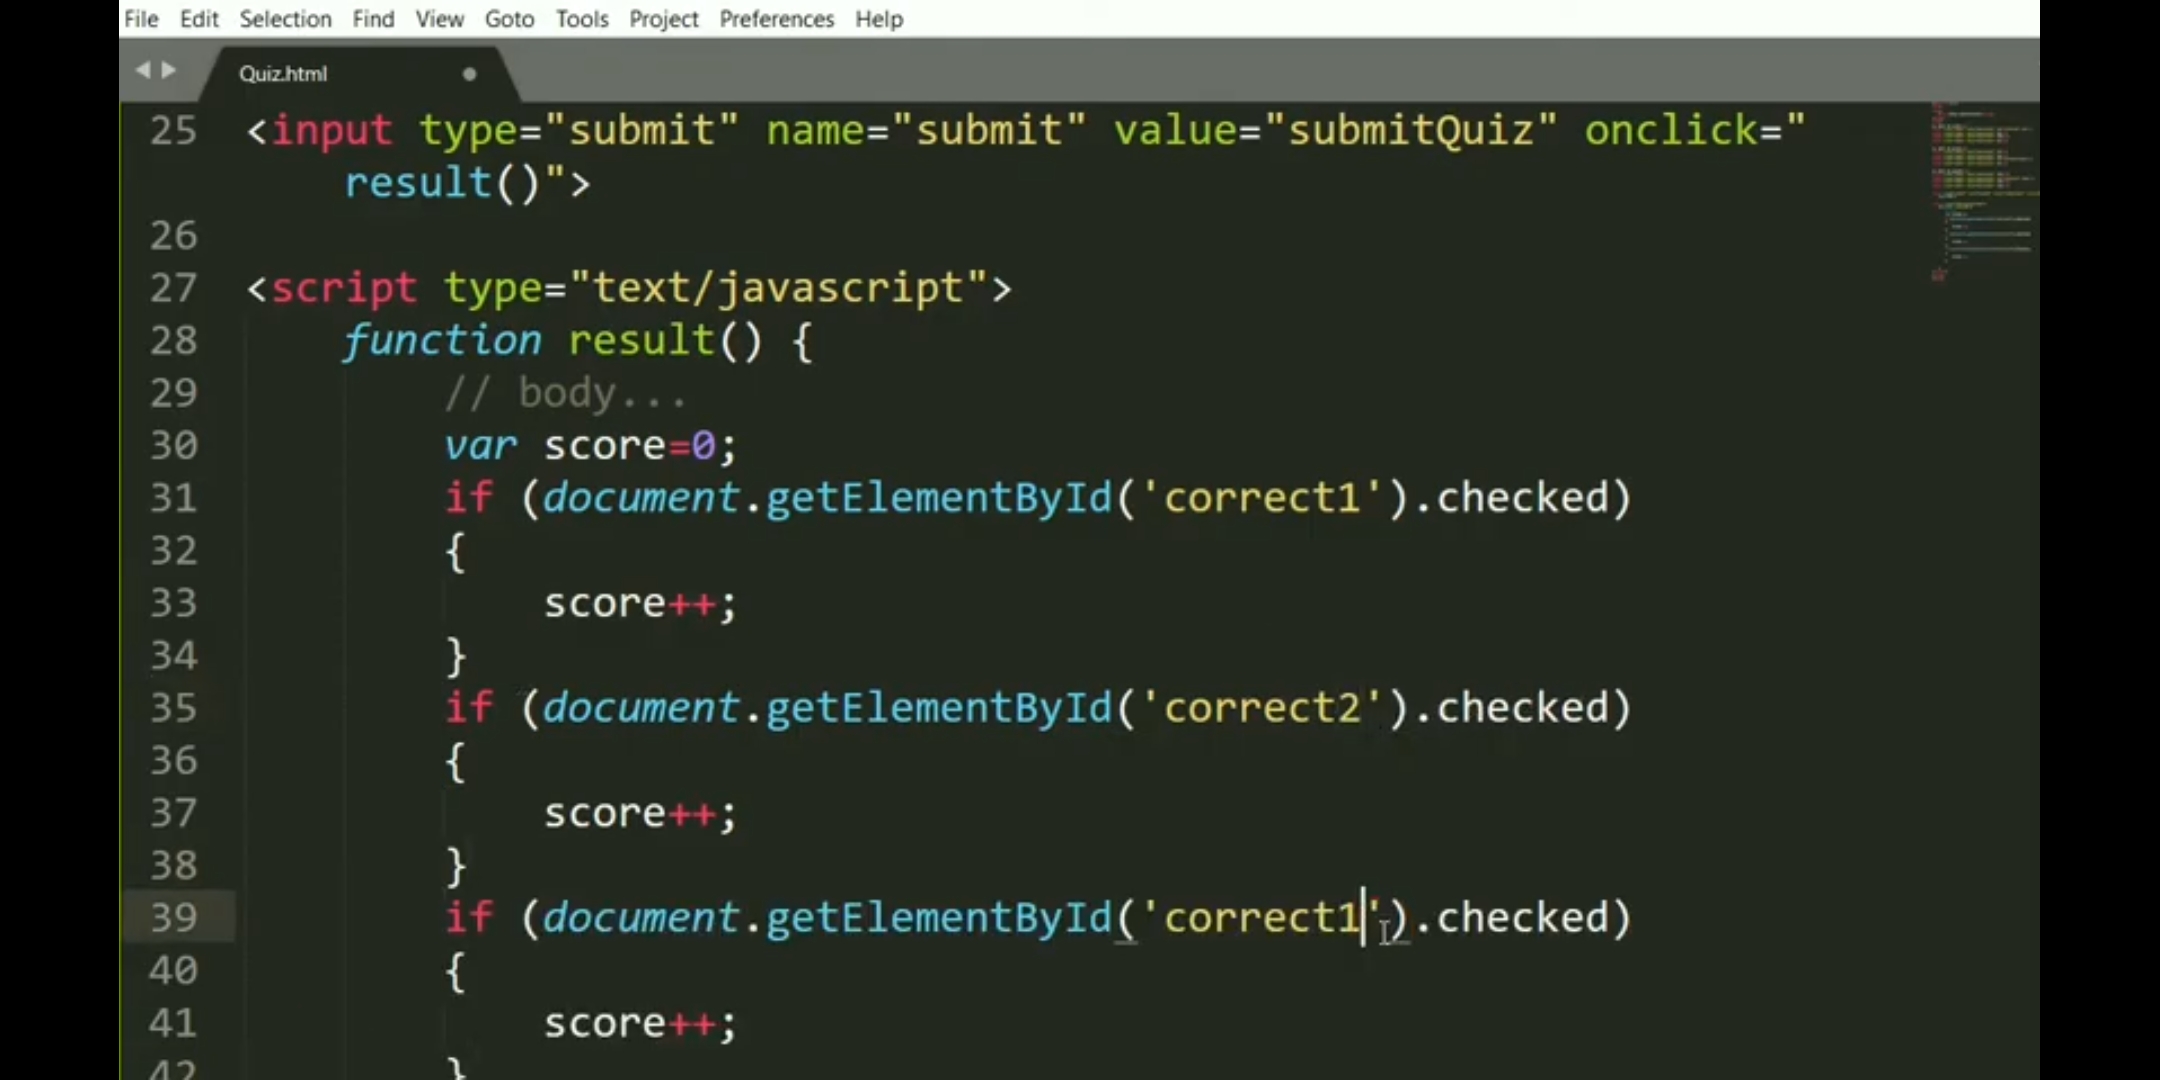 File Edit Selection Find View Goto Tools Project Preferences Help
Quiz.html
25 <input type="submit" name="submit" value="submitQuiz" onclick="
result()">
26
27 <script type="text/javascript">
28 function result() {
29 // body...
30 var score=0;
31 if (document.getElementById('correct1').checked)
32 {
33 score++;
34 }
35 if (document.getElementById('correct2').checked)
36 {
37 score++;
38 }
39 if (document.getElementById('correct1').checked)
40 {
41 score++;
42 }